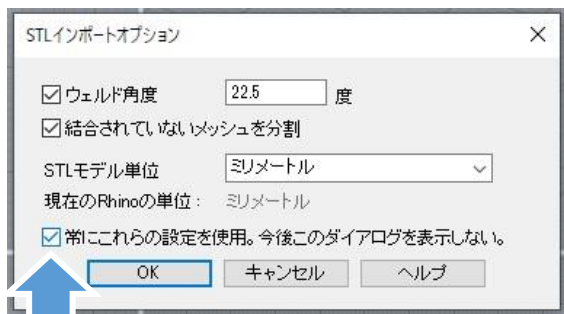 STLインポートオプション
ウェルド角度 22.5 度
結合されていないメッシュを分割
STLモデル単位 ミリメートル
現在のRhinoの単位： ミリメートル
常にこれらの設定を使用。今後このダイアログを表示しない。
OK キャンセル ヘルプ